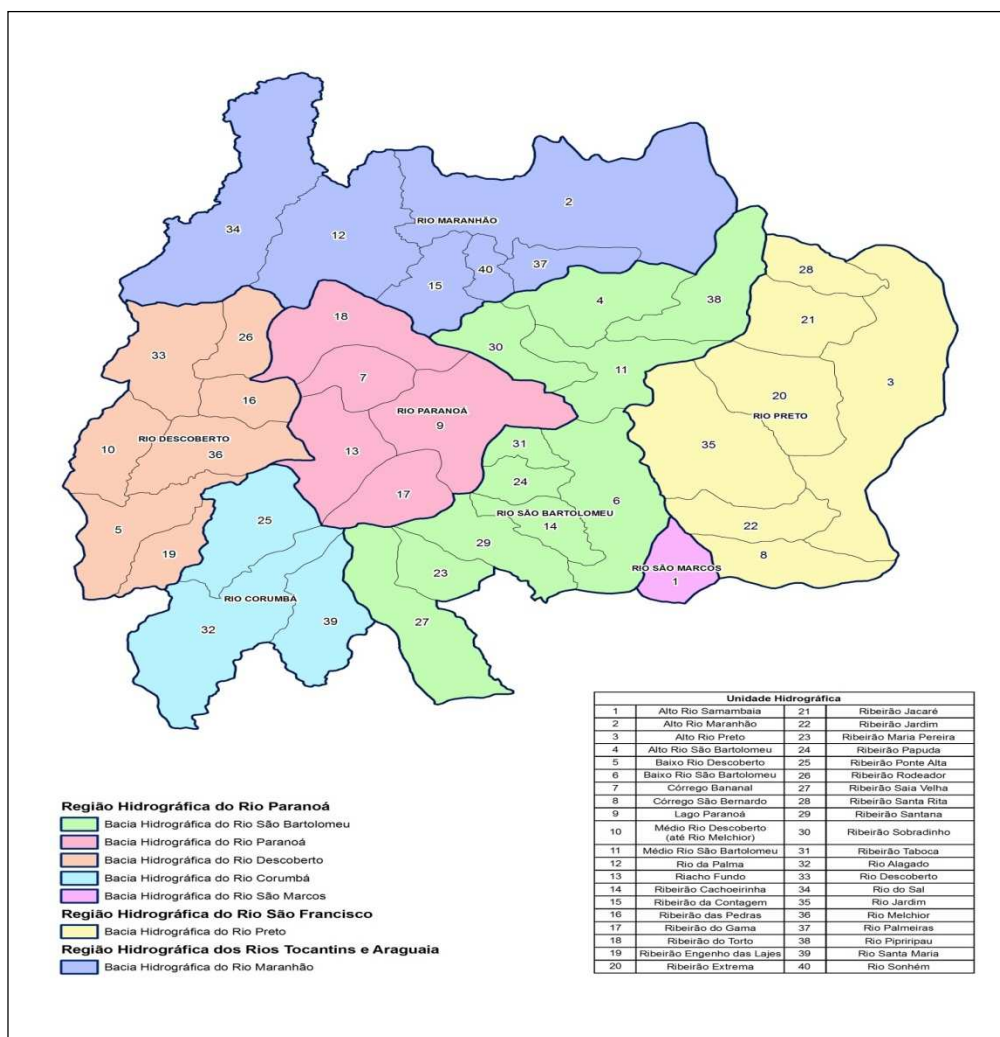 2
34
12
RIO MARANHÃO
40
37
15
28
4
38
18
21
26
33
30
7
11
3
20
16
RIO PARANOÁ
RIO PRETO
9
RIO DESCOBERTO
35
10
36
13
31
24
17
6
RIO SÃO BARTOLOMEU
14
25
22
5
29
19
8
RIO SÃO MARCOS
23
1
RIO CORUMBÁ
39
27
32
Unidade Hidrográfica
1 Alto Rio Samambaia 21 Ribeirão Jacaré
2 Alto Rio Maranhão 22 Ribeirão Jardim
3 Alto Rio Preto 23 Ribeirão Maria Pereira
4 Alto Rio São Bartolomeu 24 Ribeirão Papuda
5 Baixo Rio Descoberto 25 Ribeirão Ponte Alta
6 Baixo Rio São Bartolomeu 26 Ribeirão Rodeador
7 Córrego Bananal 27 Ribeirão Saia Velha
8 Córrego São Bernardo 28 Ribeirão Santa Rita
9 Lago Paranoá 29 Ribeirão Santana
10 Médio Rio Descoberto
(até Rio Melchior) 30 Ribeirão Sobradinho
11 Médio Rio São Bartolomeu 31 Ribeirão Taboca
12 Rio da Palma 32 Rio Alagado
13 Riacho Fundo 33 Rio Descoberto
14 Ribeirão Cachoeirinha 34 Rio do Sal
15 Ribeirão da Contagem 35 Rio Jardim
16 Ribeirão das Pedras 36 Rio Melchior
17 Ribeirão do Gama 37 Rio Palmeiras
18 Ribeirão do Torto 38 Rio Pipiripau
19 Ribeirão Engenho das Lajes 39 Rio Santa Maria
20 Ribeirão Extrema 40 Rio Sonhém
Região Hidrográfica do Rio Paranoá
Bacia Hidrográfica do Rio São Bartolomeu
Bacia Hidrográfica do Rio Paranoá
Bacia Hidrográfica do Rio Descoberto
Bacia Hidrográfica do Rio Corumbá
Bacia Hidrográfica do Rio São Marcos
Região Hidrográfica do Rio São Francisco
Bacia Hidrográfica do Rio Preto
Região Hidrográfica dos Rios Tocantins e Araguaia
Bacia Hidrográfica do Rio Maranhão